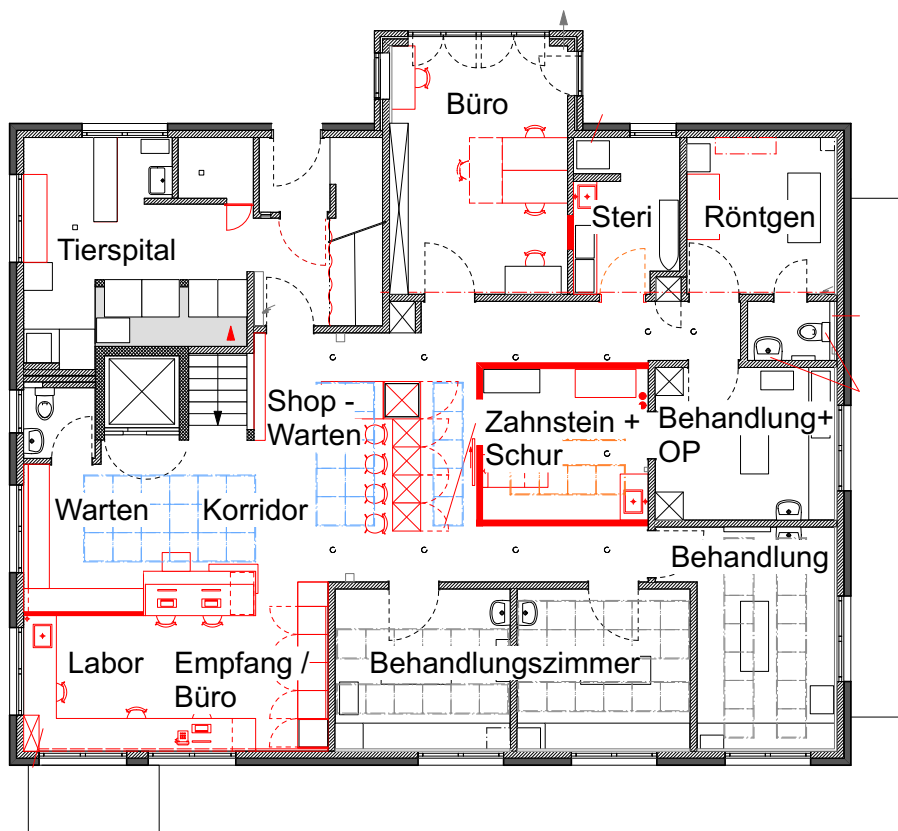 Büro
Tierspital
Steri
Röntgen
Shop -
Warten
Zahnstein +
Schur
Behandlung+
OP
Warten
Korridor
Behandlung
Labor
Empfang /
Büro
Behandlungszimmer